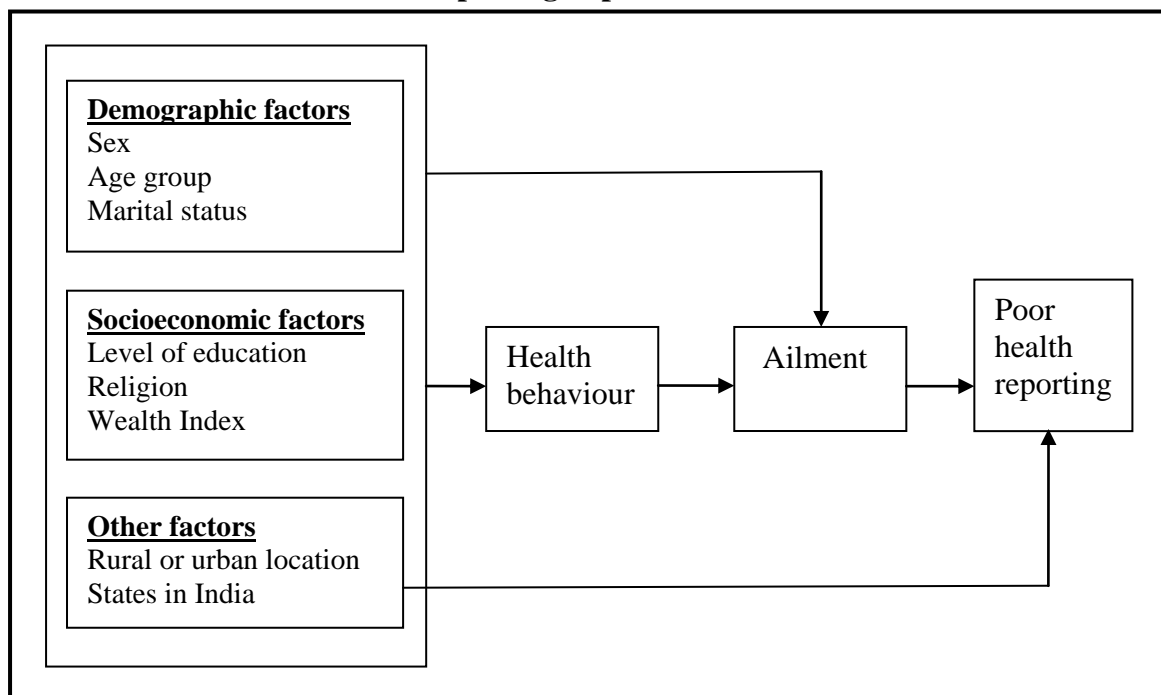 Demographic factors
Sex
Age group
Marital status
Socioeconomic factors
Level of education
Religion
Wealth Index
Other factors
Rural or urban location
States in India
Health
behaviour
Ailment
Poor
health
reporting